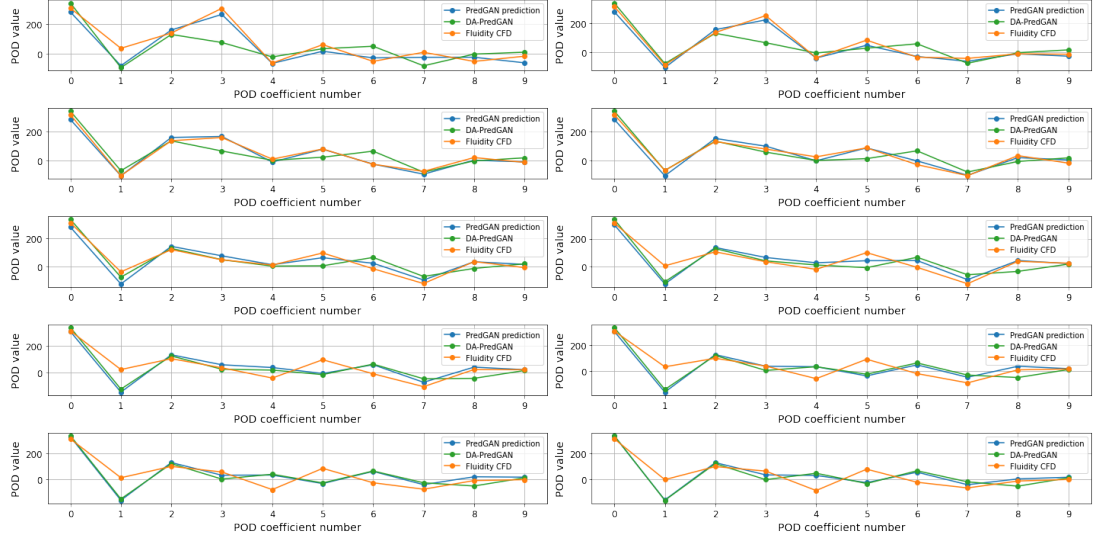 POD value
200
0
0 1 2 3 4 5 6 7 8 9
POD coefficient number
PredGAN prediction
DA-PredGAN
Fluidity CFD
POD value
200
0
0 1 2 3 4 5 6 7 8 9
POD coefficient number
PredGAN prediction
DA-PredGAN
Fluidity CFD
POD value
200
0
0 1 2 3 4 5 6 7 8 9
POD coefficient number
PredGAN prediction
DA-PredGAN
Fluidity CFD
POD value
200
0
0 1 2 3 4 5 6 7 8 9
POD coefficient number
PredGAN prediction
DA-PredGAN
Fluidity CFD
POD value
200
0
0 1 2 3 4 5 6 7 8 9
POD coefficient number
PredGAN prediction
DA-PredGAN
Fluidity CFD
POD value
200
0
0 1 2 3 4 5 6 7 8 9
POD coefficient number
PredGAN prediction
DA-PredGAN
Fluidity CFD
POD value
200
0
0 1 2 3 4 5 6 7 8 9
POD coefficient number
PredGAN prediction
DA-PredGAN
Fluidity CFD
POD value
200
0
0 1 2 3 4 5 6 7 8 9
POD coefficient number
PredGAN prediction
DA-PredGAN
Fluidity CFD
POD value
200
0
0 1 2 3 4 5 6 7 8 9
POD coefficient number
PredGAN prediction
DA-PredGAN
Fluidity CFD
POD value
200
0
0 1 2 3 4 5 6 7 8 9
POD coefficient number
PredGAN prediction
DA-PredGAN
Fluidity CFD